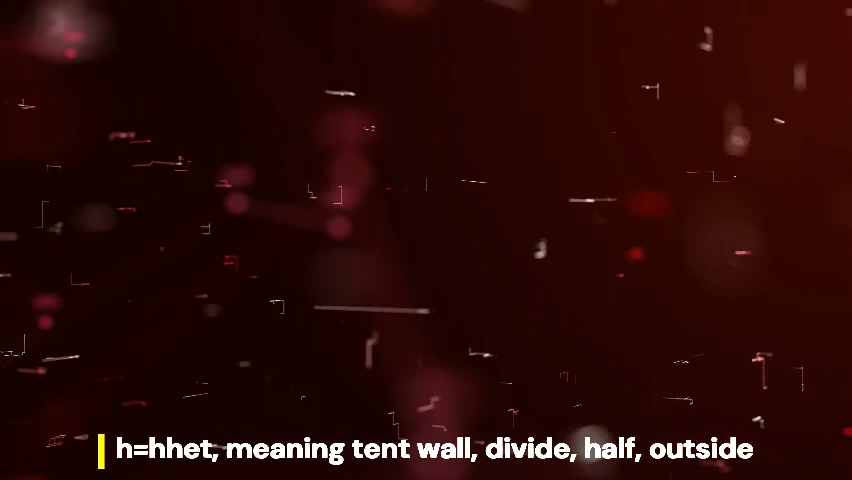 h=hhet, meaning tent wall, divide, half, outside